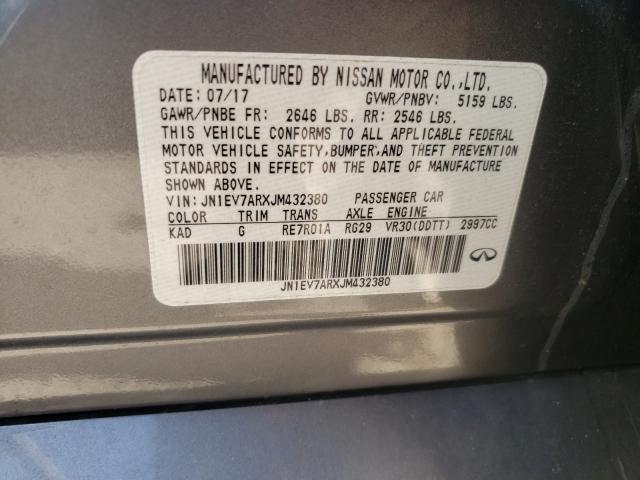 MANUFACTURED BY NISSAN MOTOR CO.,LTD.
DATE: 07/17 GVWR/PNBV: 5159 LBS.
GAWR/PNBE FR: 2646 LBS. RR: 2546 LBS.
THIS VEHICLE CONFORMS TO ALL APPLICABLE FEDERAL
MOTOR VEHICLE SAFETY,BUMPER,AND THEFT PREVENTION
STANDARDS IN EFFECT ON THE DATE OF MANUFACTURE
SHOWN ABOVE.
VIN: JN1EV7ARXJM432380 PASSENGER CAR
COLOR TRIM TRANS AXLE ENGINE
KAD G RE7R01A RG29 VR30(DDTT) 2997CC
JN1EV7ARXJM432380